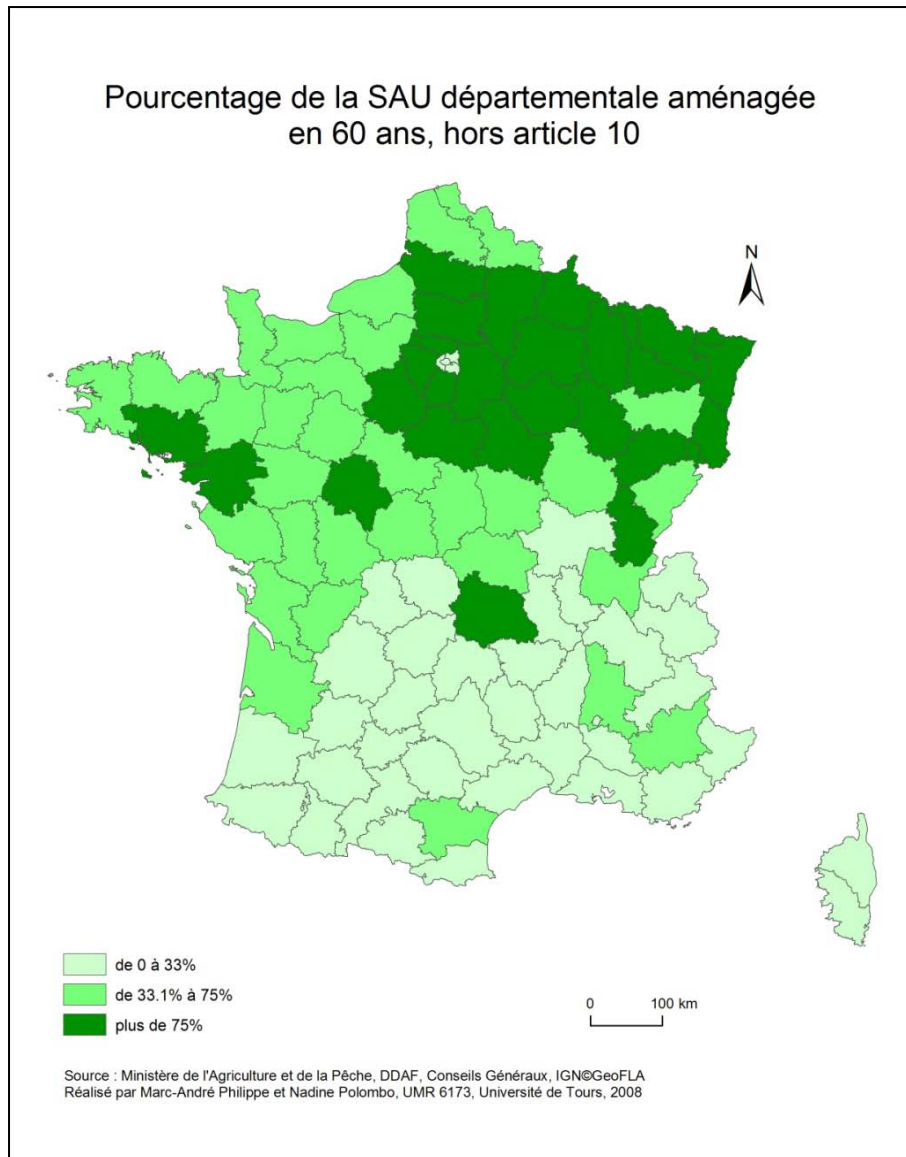 Pourcentage de la SAU départementale aménagée
en 60 ans, hors article 10
N
de 0 à 33%
de 33.1% à 75%
plus de 75%
0 100 km
Source : Ministère de l'Agriculture et de la Pêche, DDAF, Conseils Généraux, IGN©GeoFLA
Réalisé par Marc-André Philippe et Nadine Polombo, UMR 6173, Université de Tours, 2008